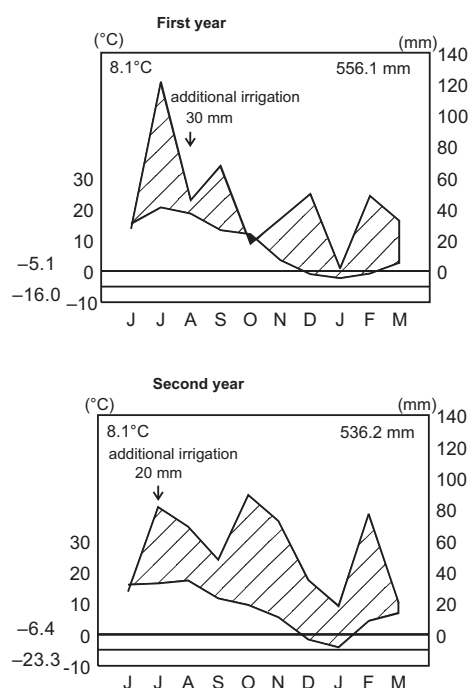 First year
(°C) (mm)
8.1°C 556.1 mm 140
120
additional irrigation
100
30 mm
80
30 60
20 40
10 20
–5.1
0 0
–16.0 –10
J J A S O N D J F M
Second year
(°C) (mm)
140
8.1°C 536.2 mm
120
additional irrigation
20 mm 100
80
30 60
20 40
10 20
–6.4
0 0
–23.3 -10
J J A S O N D J F M